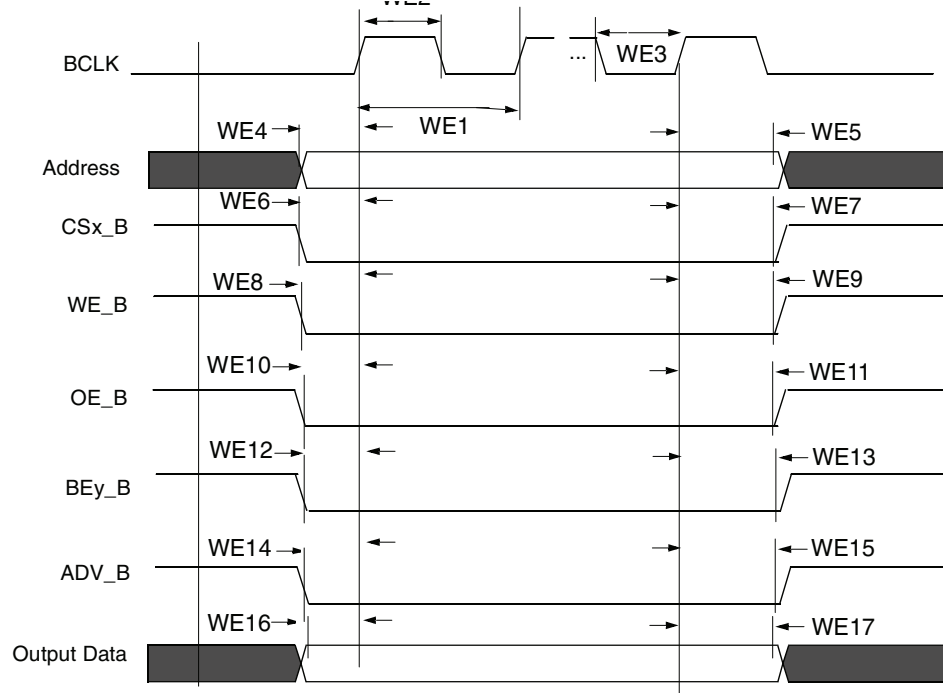 WE2
BCLK
...
WE3
WE4
WE1
WE5
Address
WE6
WE7
CSx_B
WE8
WE9
WE_B
WE10
WE11
OE_B
WE12
WE13
BEy_B
WE14
WE15
ADV_B
WE16
WE17
Output Data